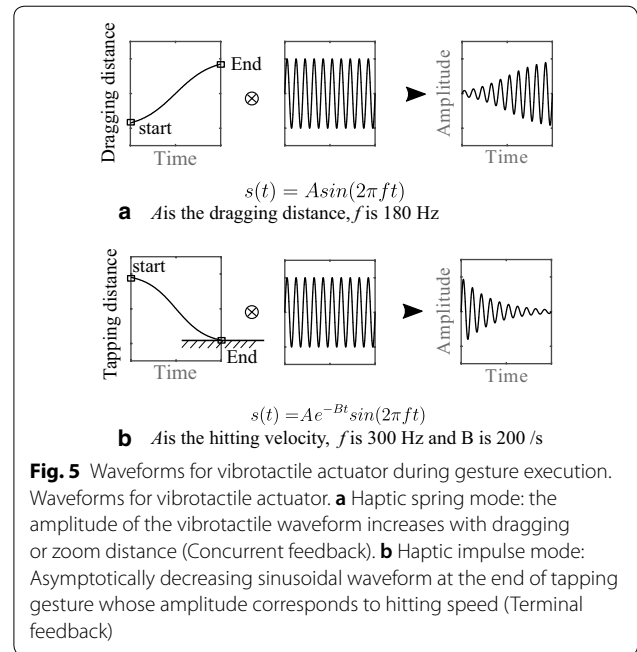 Dragging distance
End
start
Time
Amplitude
Time
s(t) = Asin(2πft)
a Ais the dragging distance, f is 180 Hz
Tapping distance
start
End
Time
Amplitude
Time
s(t) =Ae^{-Bt}sin(2πft)
b Ais the hitting velocity, f is 300 Hz and B is 200 /s
Fig. 5 Waveforms for vibrotactile actuator during gesture execution.
Waveforms for vibrotactile actuator. a Haptic spring mode: the
amplitude of the vibrotactile waveform increases with dragging
or zoom distance (Concurrent feedback). b Haptic impulse mode:
Asymptotically decreasing sinusoidal waveform at the end of tapping
gesture whose amplitude corresponds to hitting speed (Terminal
feedback)